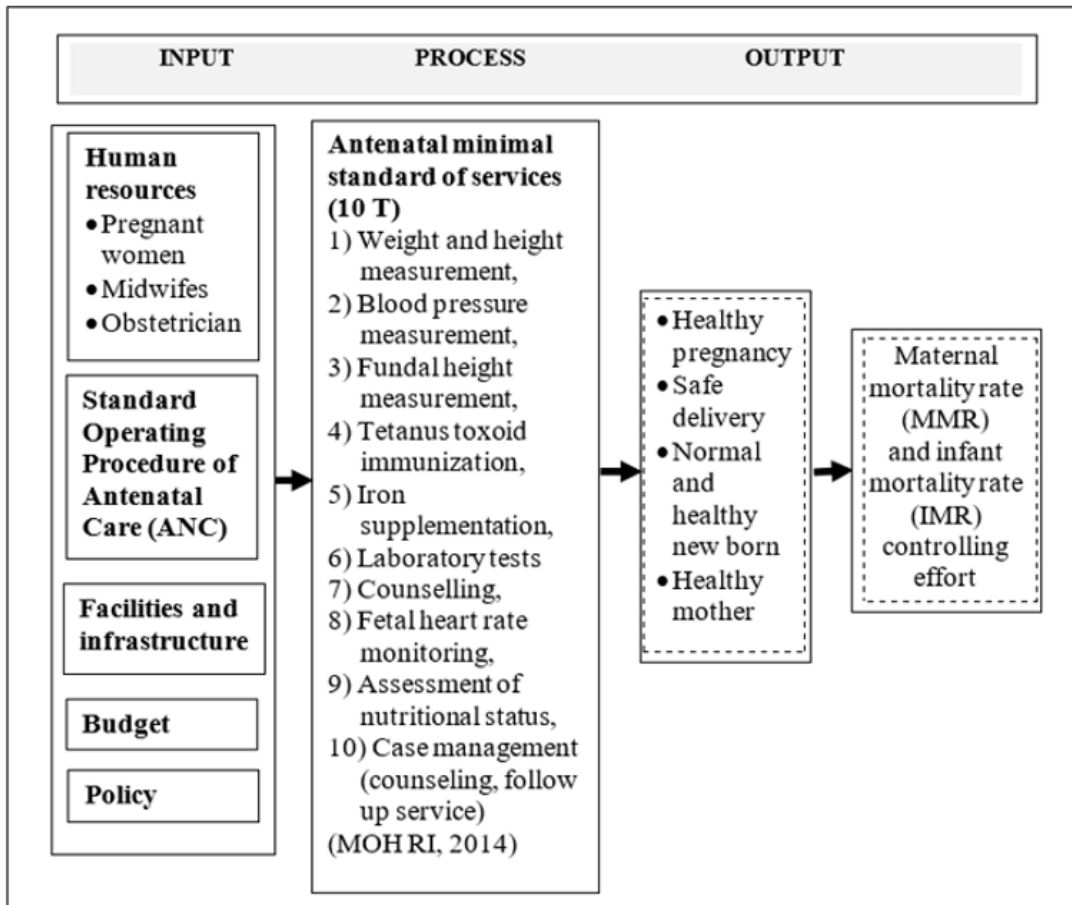 INPUT PROCESS OUTPUT
Human
resources
•Pregnant
women
•Midwifes
•Obstetrician
Standard
Operating
Procedure of
Antenatal
Care (ANC)
Facilities and
infrastructure
Budget
Policy
Antenatal minimal
standard of services
(10 T)
1) Weight and height
measurement,
2) Blood pressure
measurement,
3) Fundal height
measurement,
4) Tetanus toxoid
immunization,
5) Iron
supplementation,
6) Laboratory tests
7) Counselling,
8) Fetal heart rate
monitoring,
9) Assessment of
nutritional status,
10) Case management
(counseling, follow
up service)
(MOH RI, 2014)
•Healthy
pregnancy
•Safe
delivery
•Normal
and
healthy
new born
•Healthy
mother
Maternal
mortality rate
(MMR)
and infant
mortality rate
(IMR)
controlling
effort